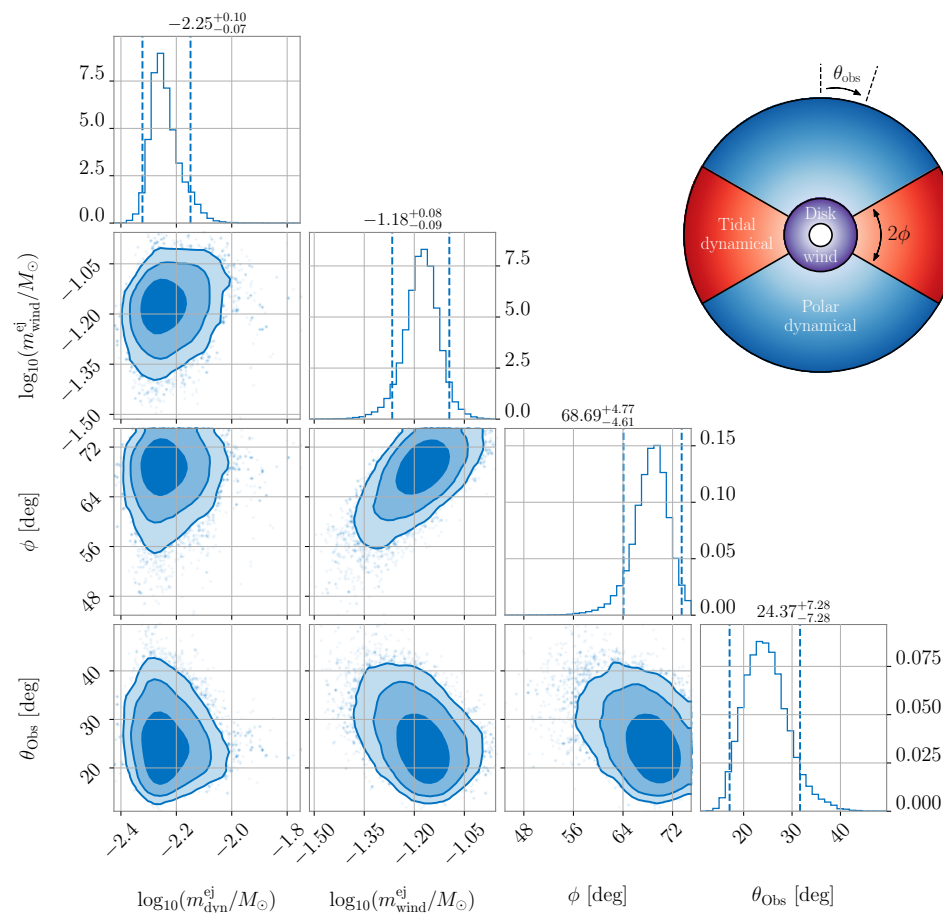 −2.25+0.10−0.07
7.5
5.0
2.5
0.0
θobs
Tidal
dynamical
Disk
wind
2ϕ
Polar
dynamical
−1.18+0.08−0.09
log10(mejwind/M⊙)
−1.05
−1.20
−1.35
−1.50
7.5
5.0
2.5
0.0
68.69+4.77−4.61
ϕ [deg
72
64
56
48
0.15
0.10
0.05
0.00
24.37+7.28−7.28
θObs [deg]
40
30
20
0.075
0.050
0.025
0.000
−2.4 −2.2 −2.0 −1.8
−1.50 −1.35 −1.20 −1.05
48 56 64 72
20 30 40
log10(mejdyn/M⊙)
log10(mejwind/M⊙)
ϕ [deg]
θObs [deg]